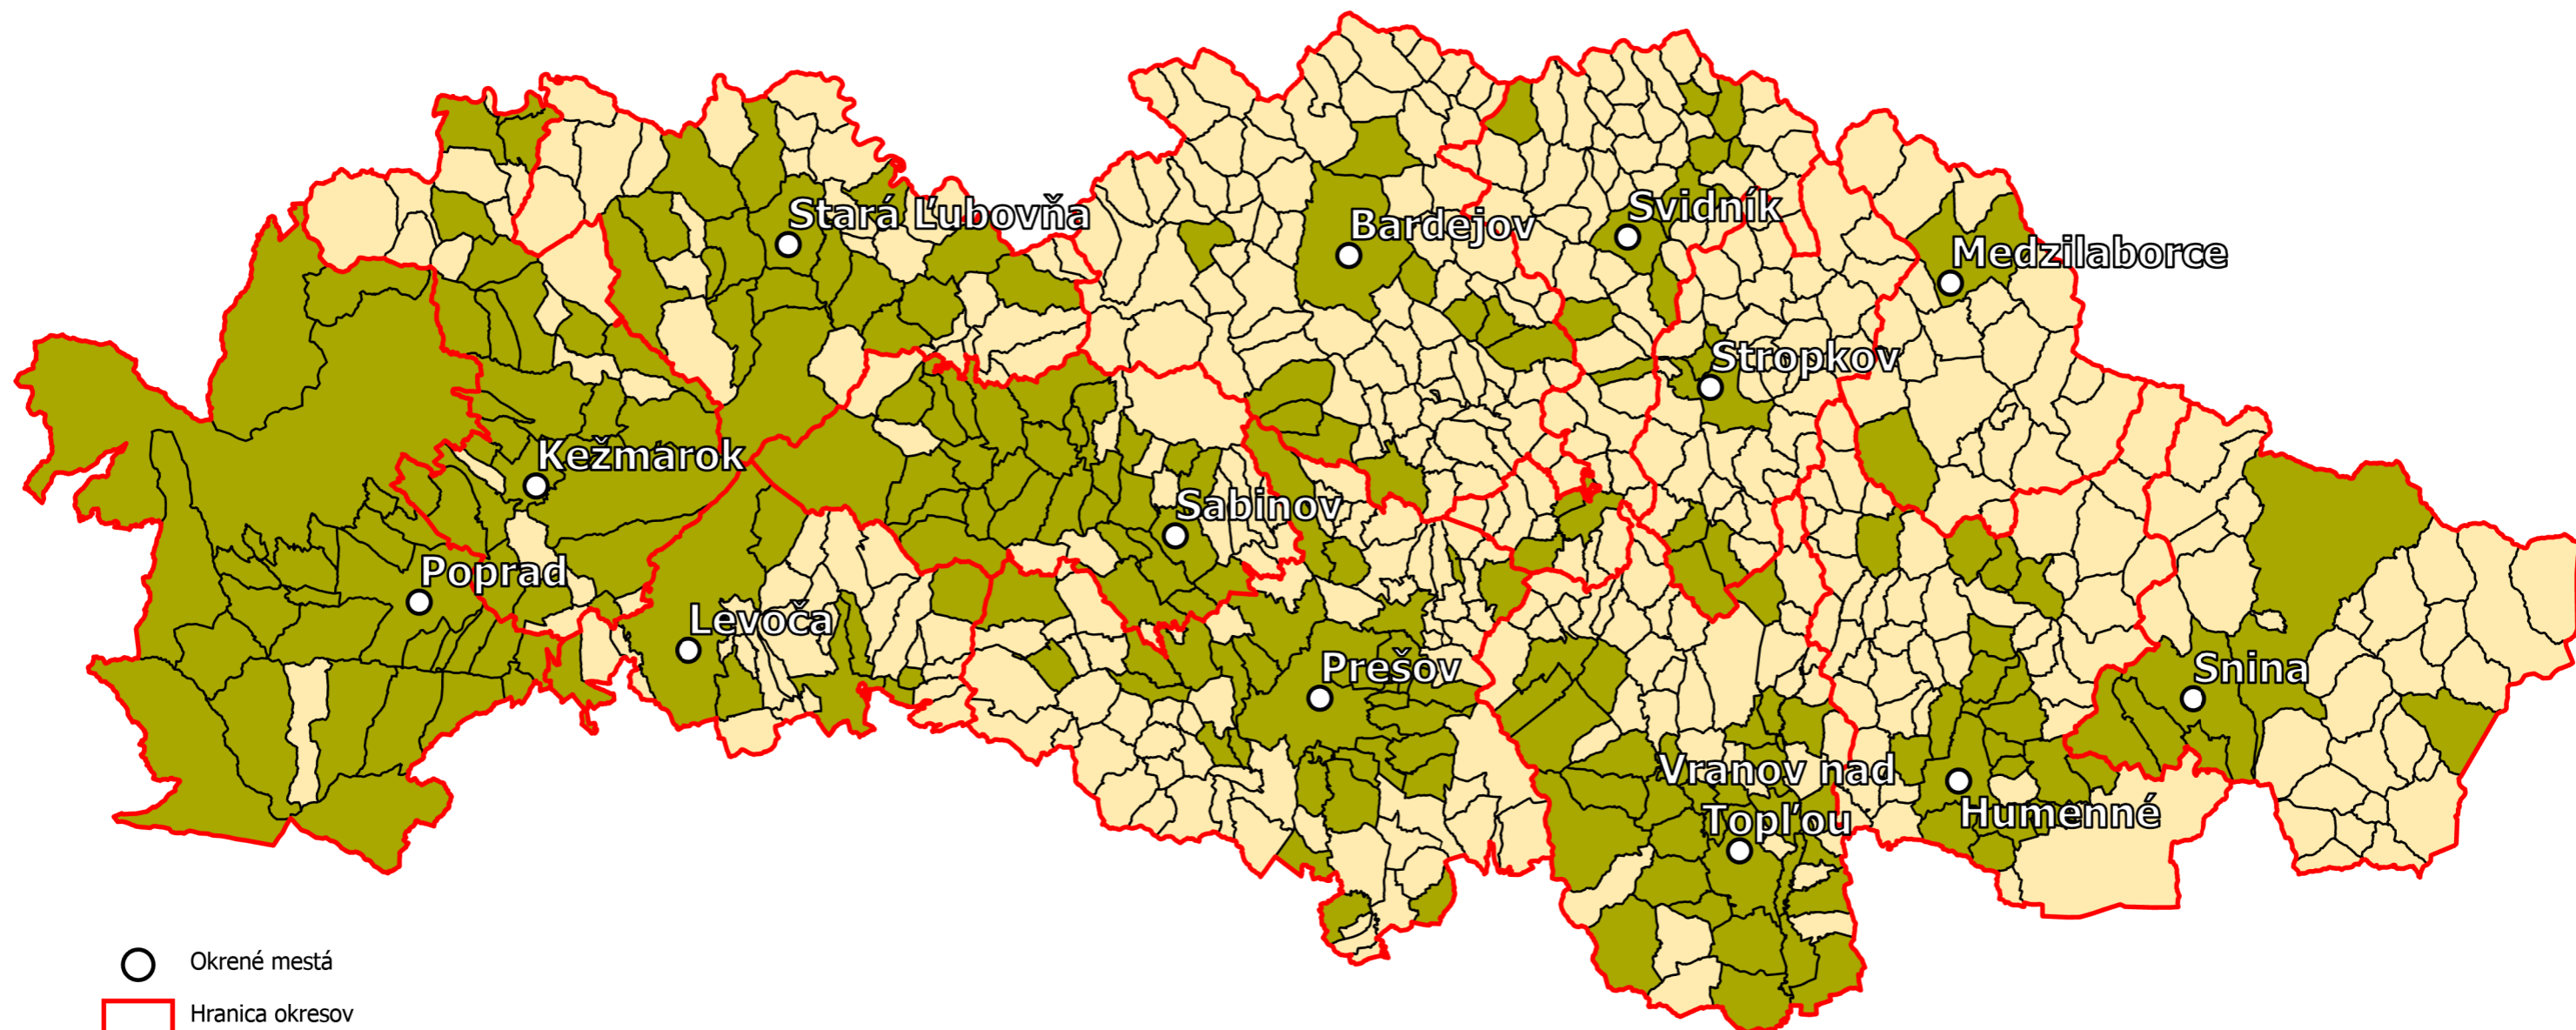 Stará Ľubovňa
Bardejov
Svidník
Medzilaborce
Stropkov
Kežmarok
Sabinov
Poprad
Levoča
Prešov
Snina
Vranov nad
Topľou
Humenné
Okrené mestá
Hranica okresov